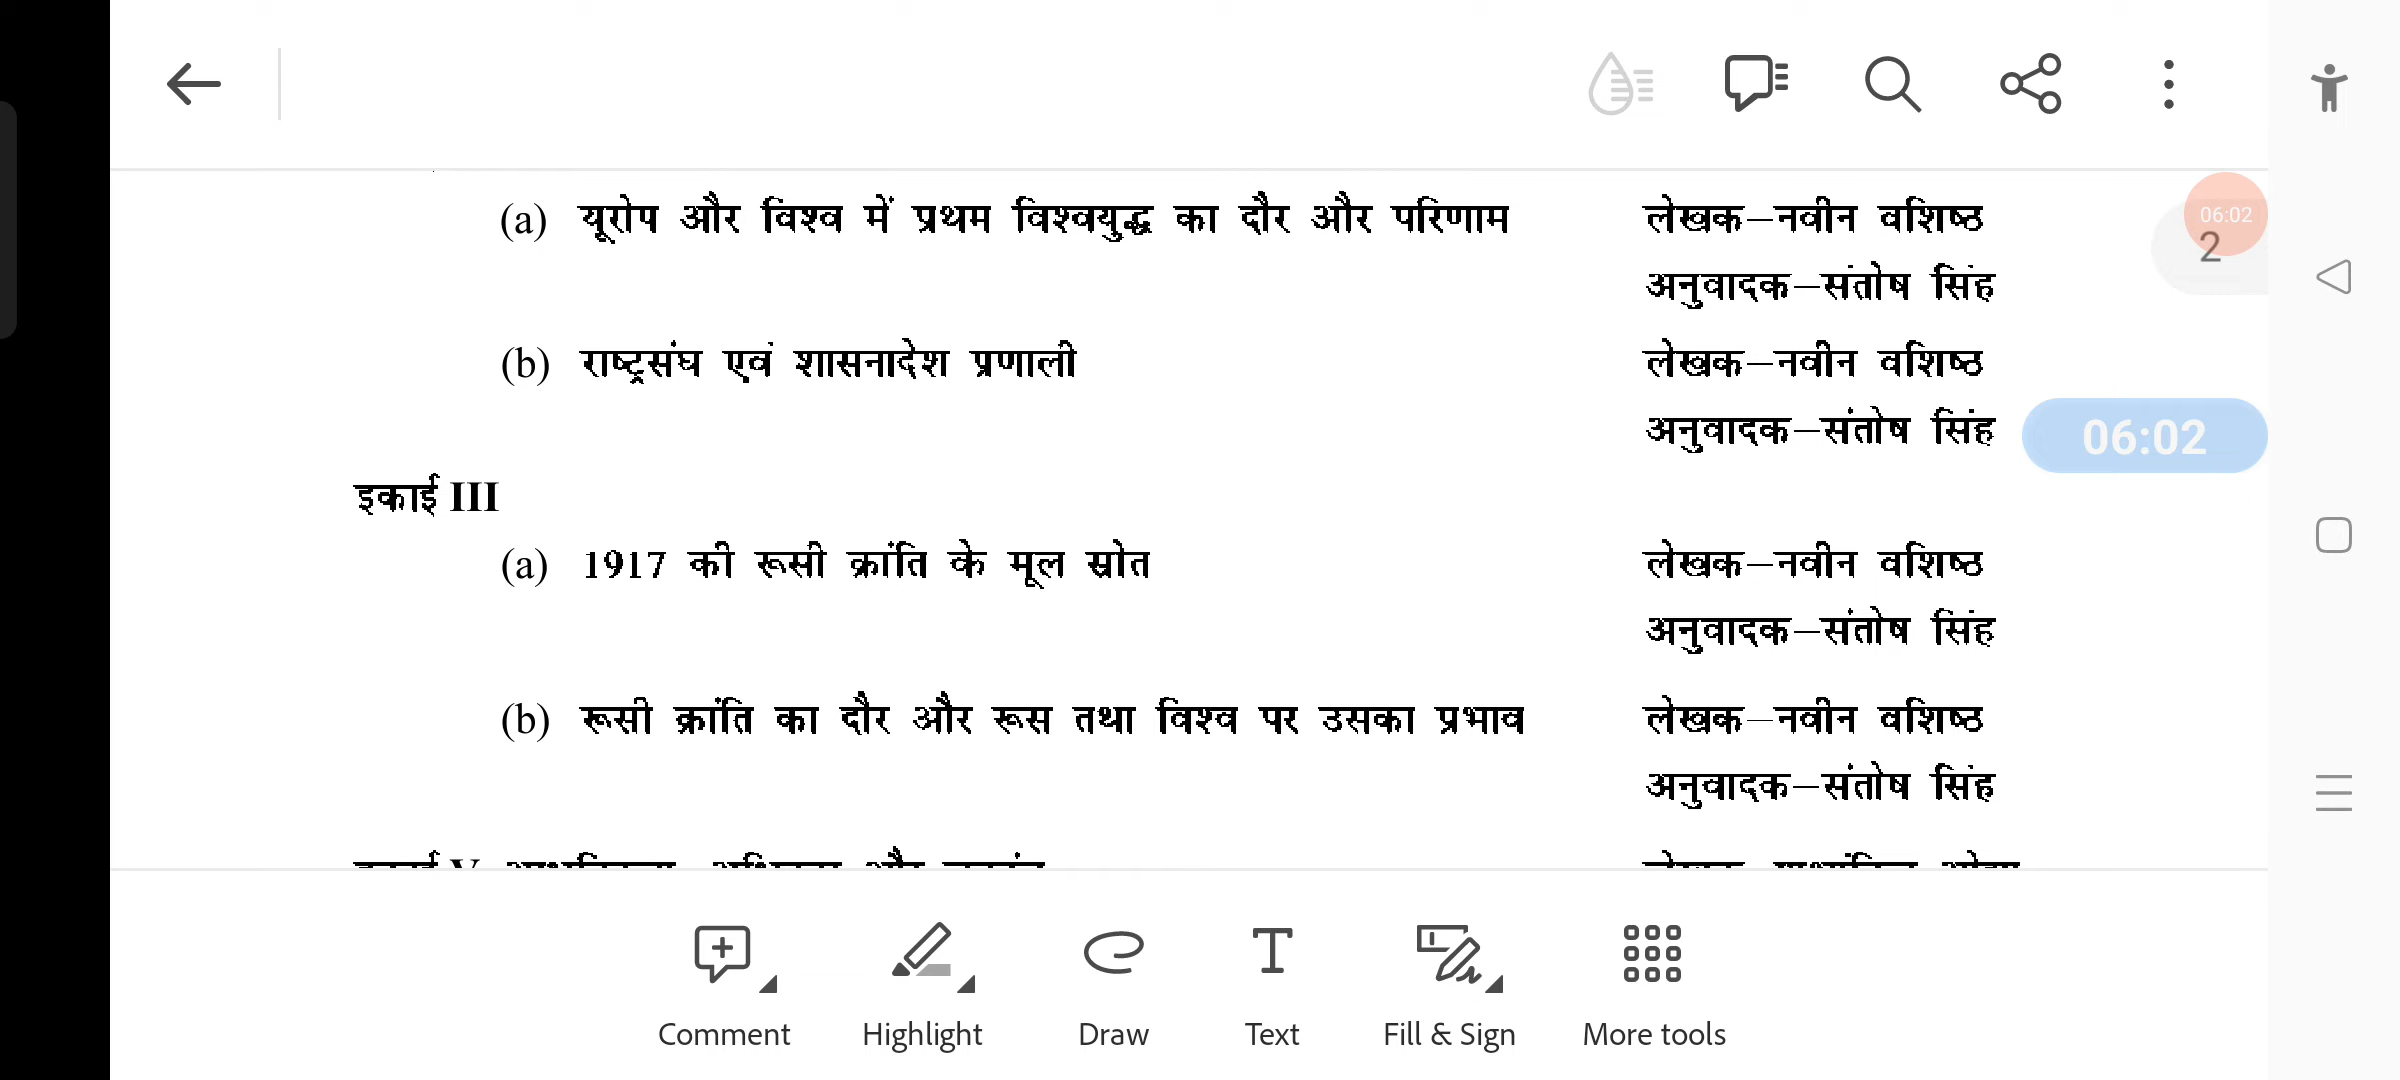 06:02
2
(a) यूरोप और विश्व में प्रथम विश्वयुद्ध का दौर और परिणाम लेखक–नवीन वशिष्ठ
अनुवादक–संतोष सिंह
(b) राष्ट्रसंघ एवं शासनादेश प्रणाली लेखक–नवीन वशिष्ठ
अनुवादक–संतोष सिंह
06:02
इकाई III
(a) 1917 की रूसी क्रांति के मूल स्रोत लेखक–नवीन वशिष्ठ
अनुवादक–संतोष सिंह
(b) रूसी क्रांति का दौर और रूस तथा विश्व पर उसका प्रभाव लेखक–नवीन वशिष्ठ
अनुवादक–संतोष सिंह
Comment Highlight Draw Text Fill & Sign More tools